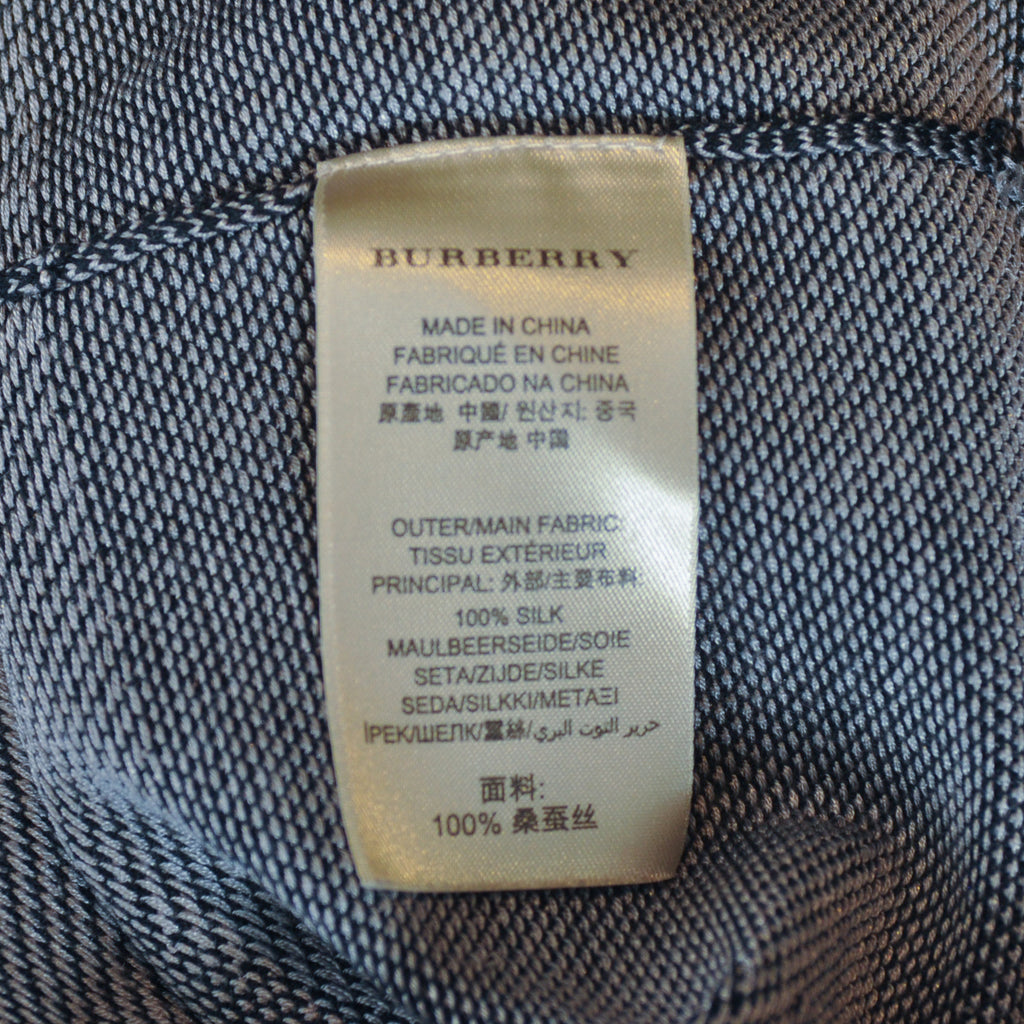 BURBERRY
MADE IN CHINA
FABRIQUÉ EN CHINE
FABRICADO NA CHINA
原產地 中國/ 원산지: 중국
原产地 中国
OUTER/MAIN FABRIC:
TISSU EXTÉRIEUR
PRINCIPAL: 外部/主要布料:
100% SILK
MAULBEERSEIDE/SOIE
SETA/ZIJDE/SILKE
SEDA/SILKKI/ΜΕΤΑΞΙ
İPEK/ШЕЛК/蠶絲/حرير التوت البري
面料:
100% 桑蚕丝